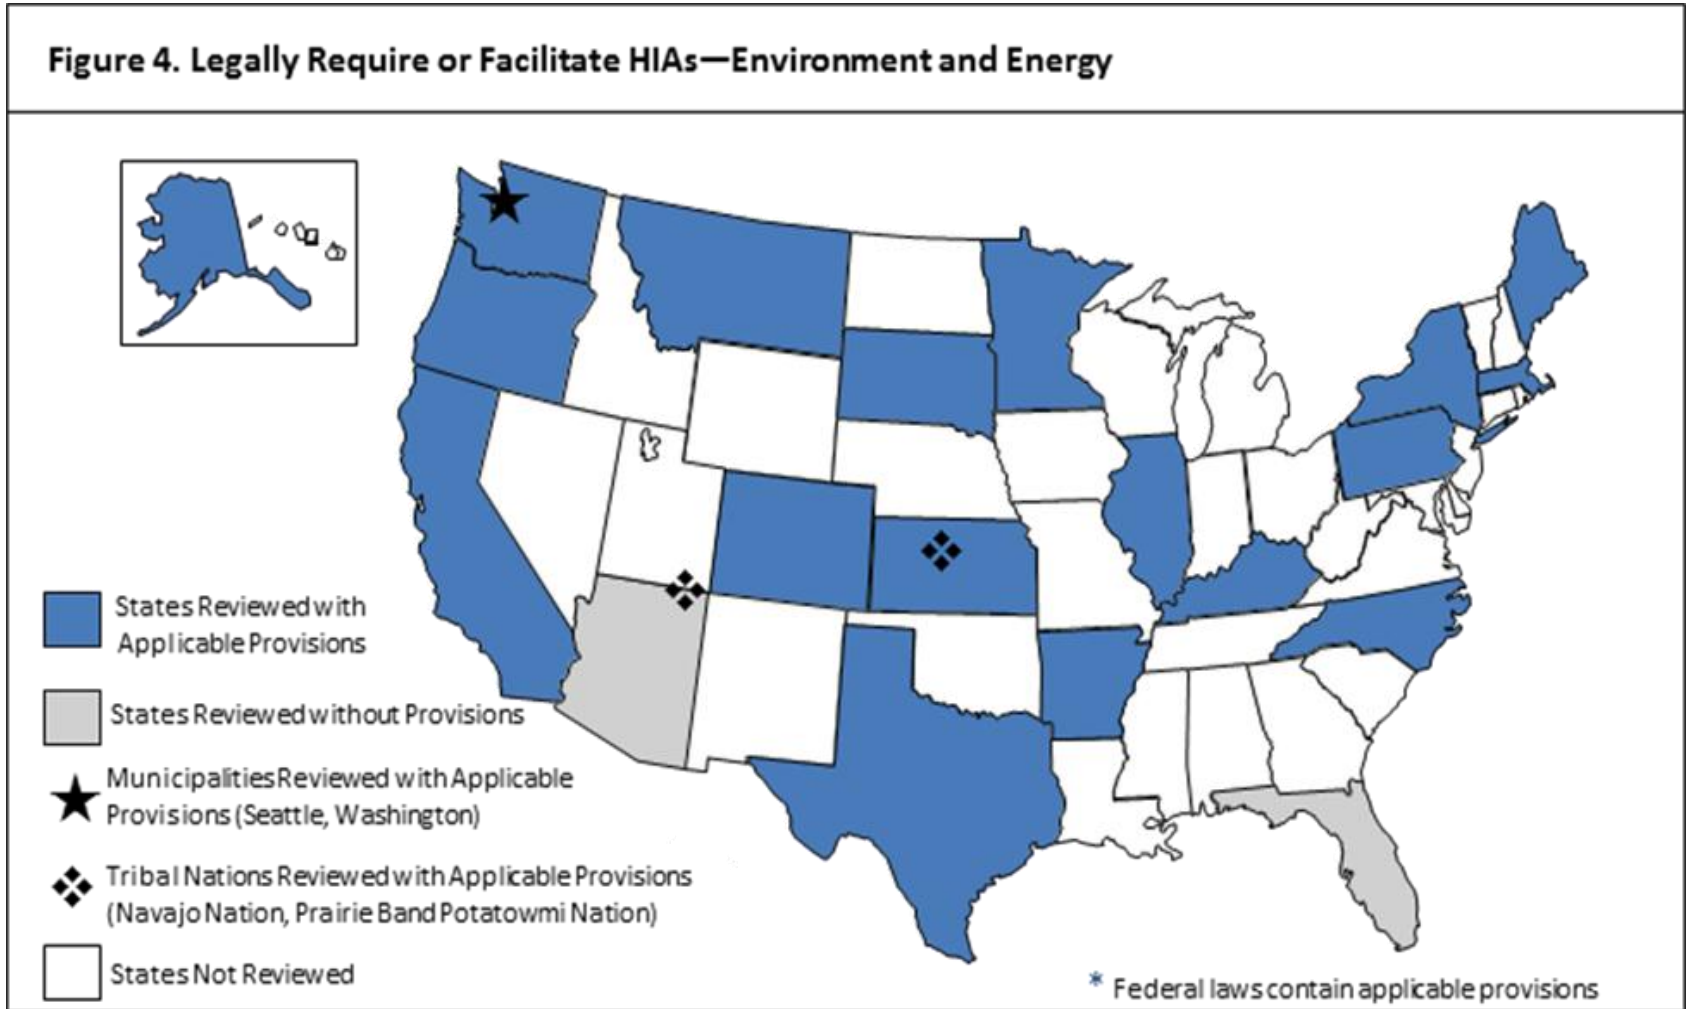 Figure 4. Legally Require or Facilitate HIAs—Environment and Energy
States Reviewed with
Applicable Provisions
States Reviewed without Provisions
Municipalities Reviewed with Applicable
Provisions (Seattle, Washington)
Tribal Nations Reviewed with Applicable Provisions
(Navajo Nation, Prairie Band Potatowmi Nation)
States Not Reviewed
* Federal laws contain applicable provisions